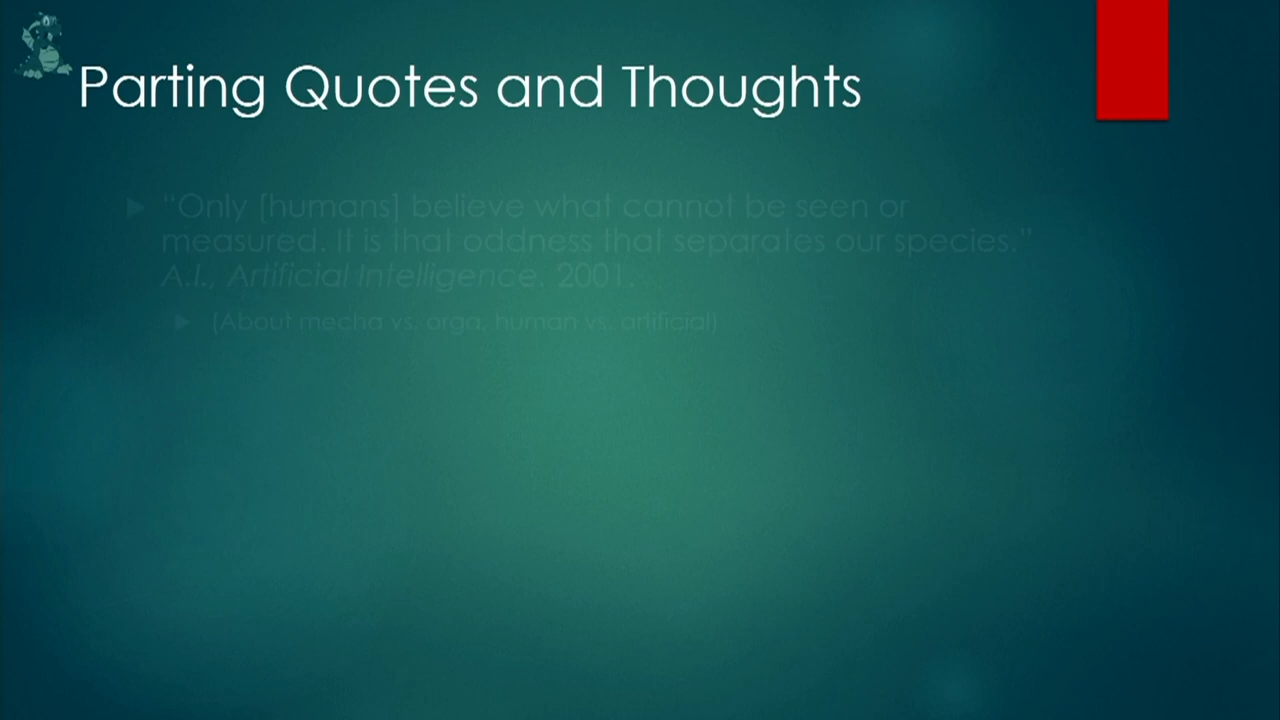 Parting Quotes and Thoughts
“Only [humans] believe what cannot be seen or
measured. It is that oddness that separates our species.”
A.I., Artificial Intelligence. 2001.
(About mecha vs. orga, human vs. artificial)